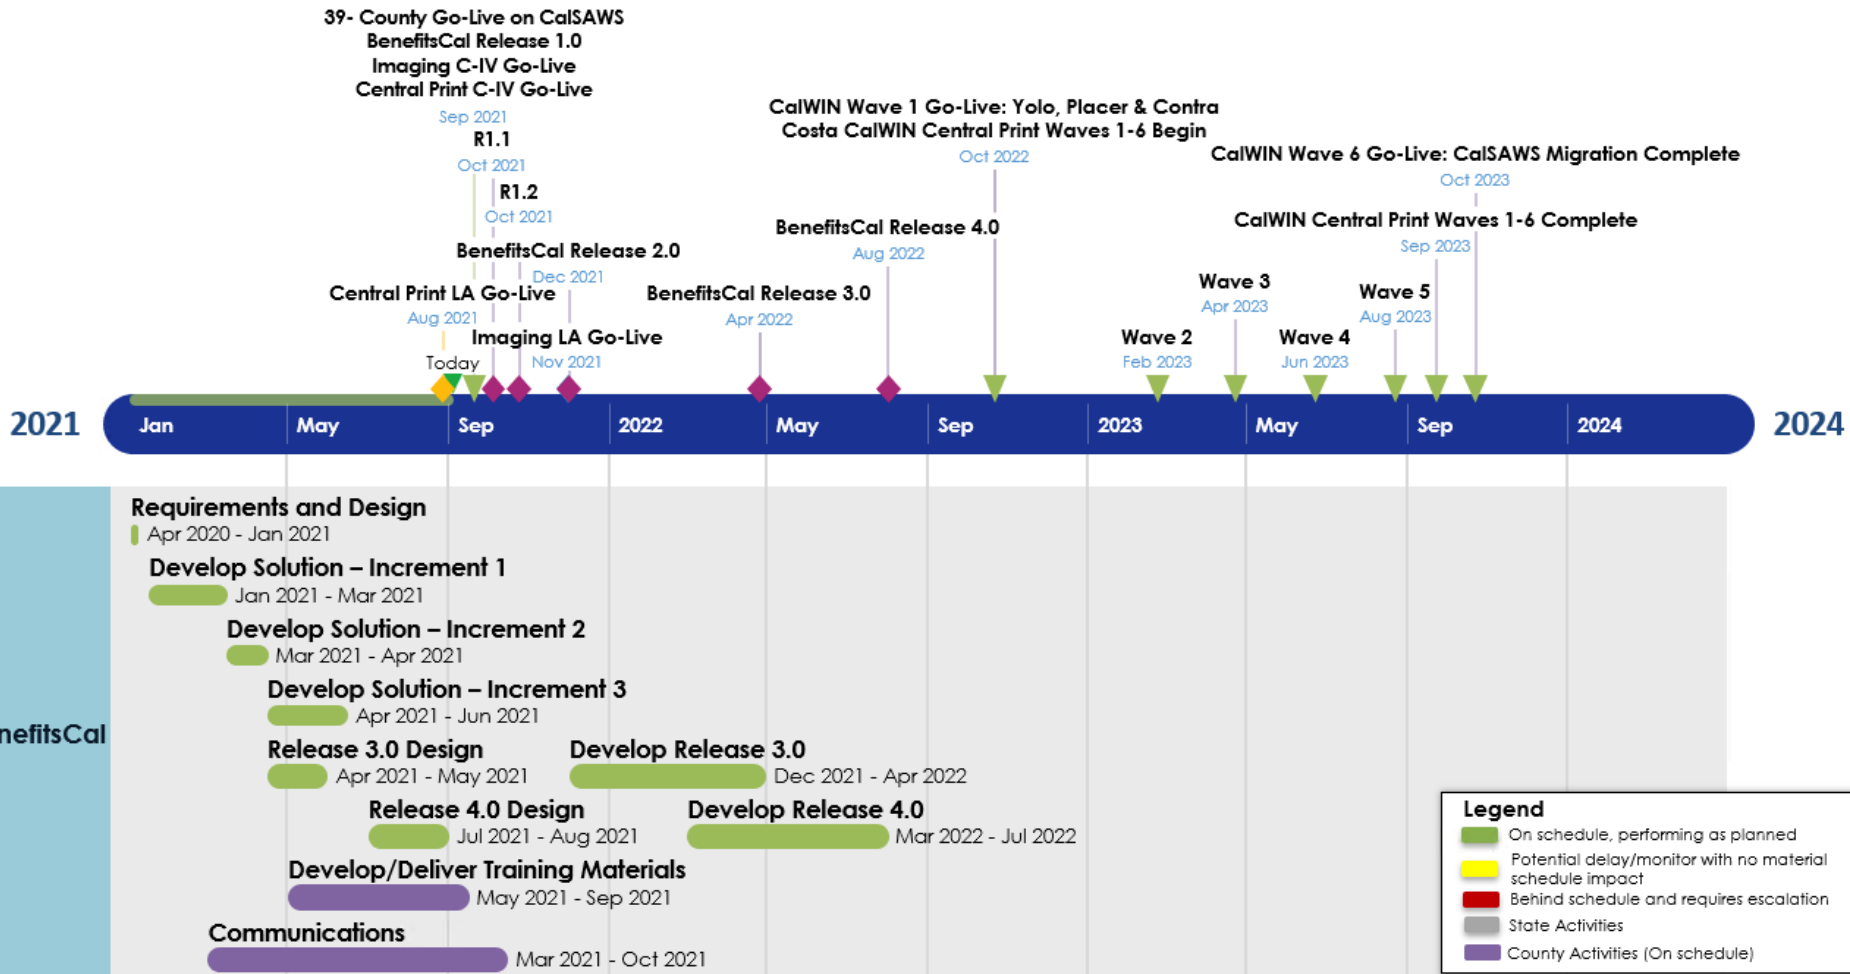 39- County Go-Live on CalSAWS
BenefitsCal Release 1.0
Imaging C-IV Go-Live
Central Print C-IV Go-Live
Sep 2021
R1.1
Oct 2021
R1.2
Oct 2021
BenefitsCal Release 2.0
Dec 2021
Central Print LA Go-Live
Aug 2021
Imaging LA Go-Live
Nov 2021
Today
BenefitsCal Release 3.0
Apr 2022
BenefitsCal Release 4.0
Aug 2022
CalWIN Wave 1 Go-Live: Yolo, Placer & Contra
Costa CalWIN Central Print Waves 1-6 Begin
Oct 2022
CalWIN Wave 6 Go-Live: CalSAWS Migration Complete
Oct 2023
CalWIN Central Print Waves 1-6 Complete
Sep 2023
Wave 2
Feb 2023
Wave 3
Apr 2023
Wave 4
Jun 2023
Wave 5
Aug 2023
2021
Jan
May
Sep
2022
May
Sep
2023
May
Sep
2024
2024
nefitsCal
Requirements and Design
Apr 2020 - Jan 2021
Develop Solution – Increment 1
Jan 2021 - Mar 2021
Develop Solution – Increment 2
Mar 2021 - Apr 2021
Develop Solution – Increment 3
Apr 2021 - Jun 2021
Release 3.0 Design
Apr 2021 - May 2021
Develop Release 3.0
Dec 2021 - Apr 2022
Release 4.0 Design
Jul 2021 - Aug 2021
Develop Release 4.0
Mar 2022 - Jul 2022
Develop/Deliver Training Materials
May 2021 - Sep 2021
Communications
Mar 2021 - Oct 2021
Legend
On schedule, performing as planned
Potential delay/monitor with no material
schedule impact
Behind schedule and requires escalation
State Activities
County Activities (On schedule)